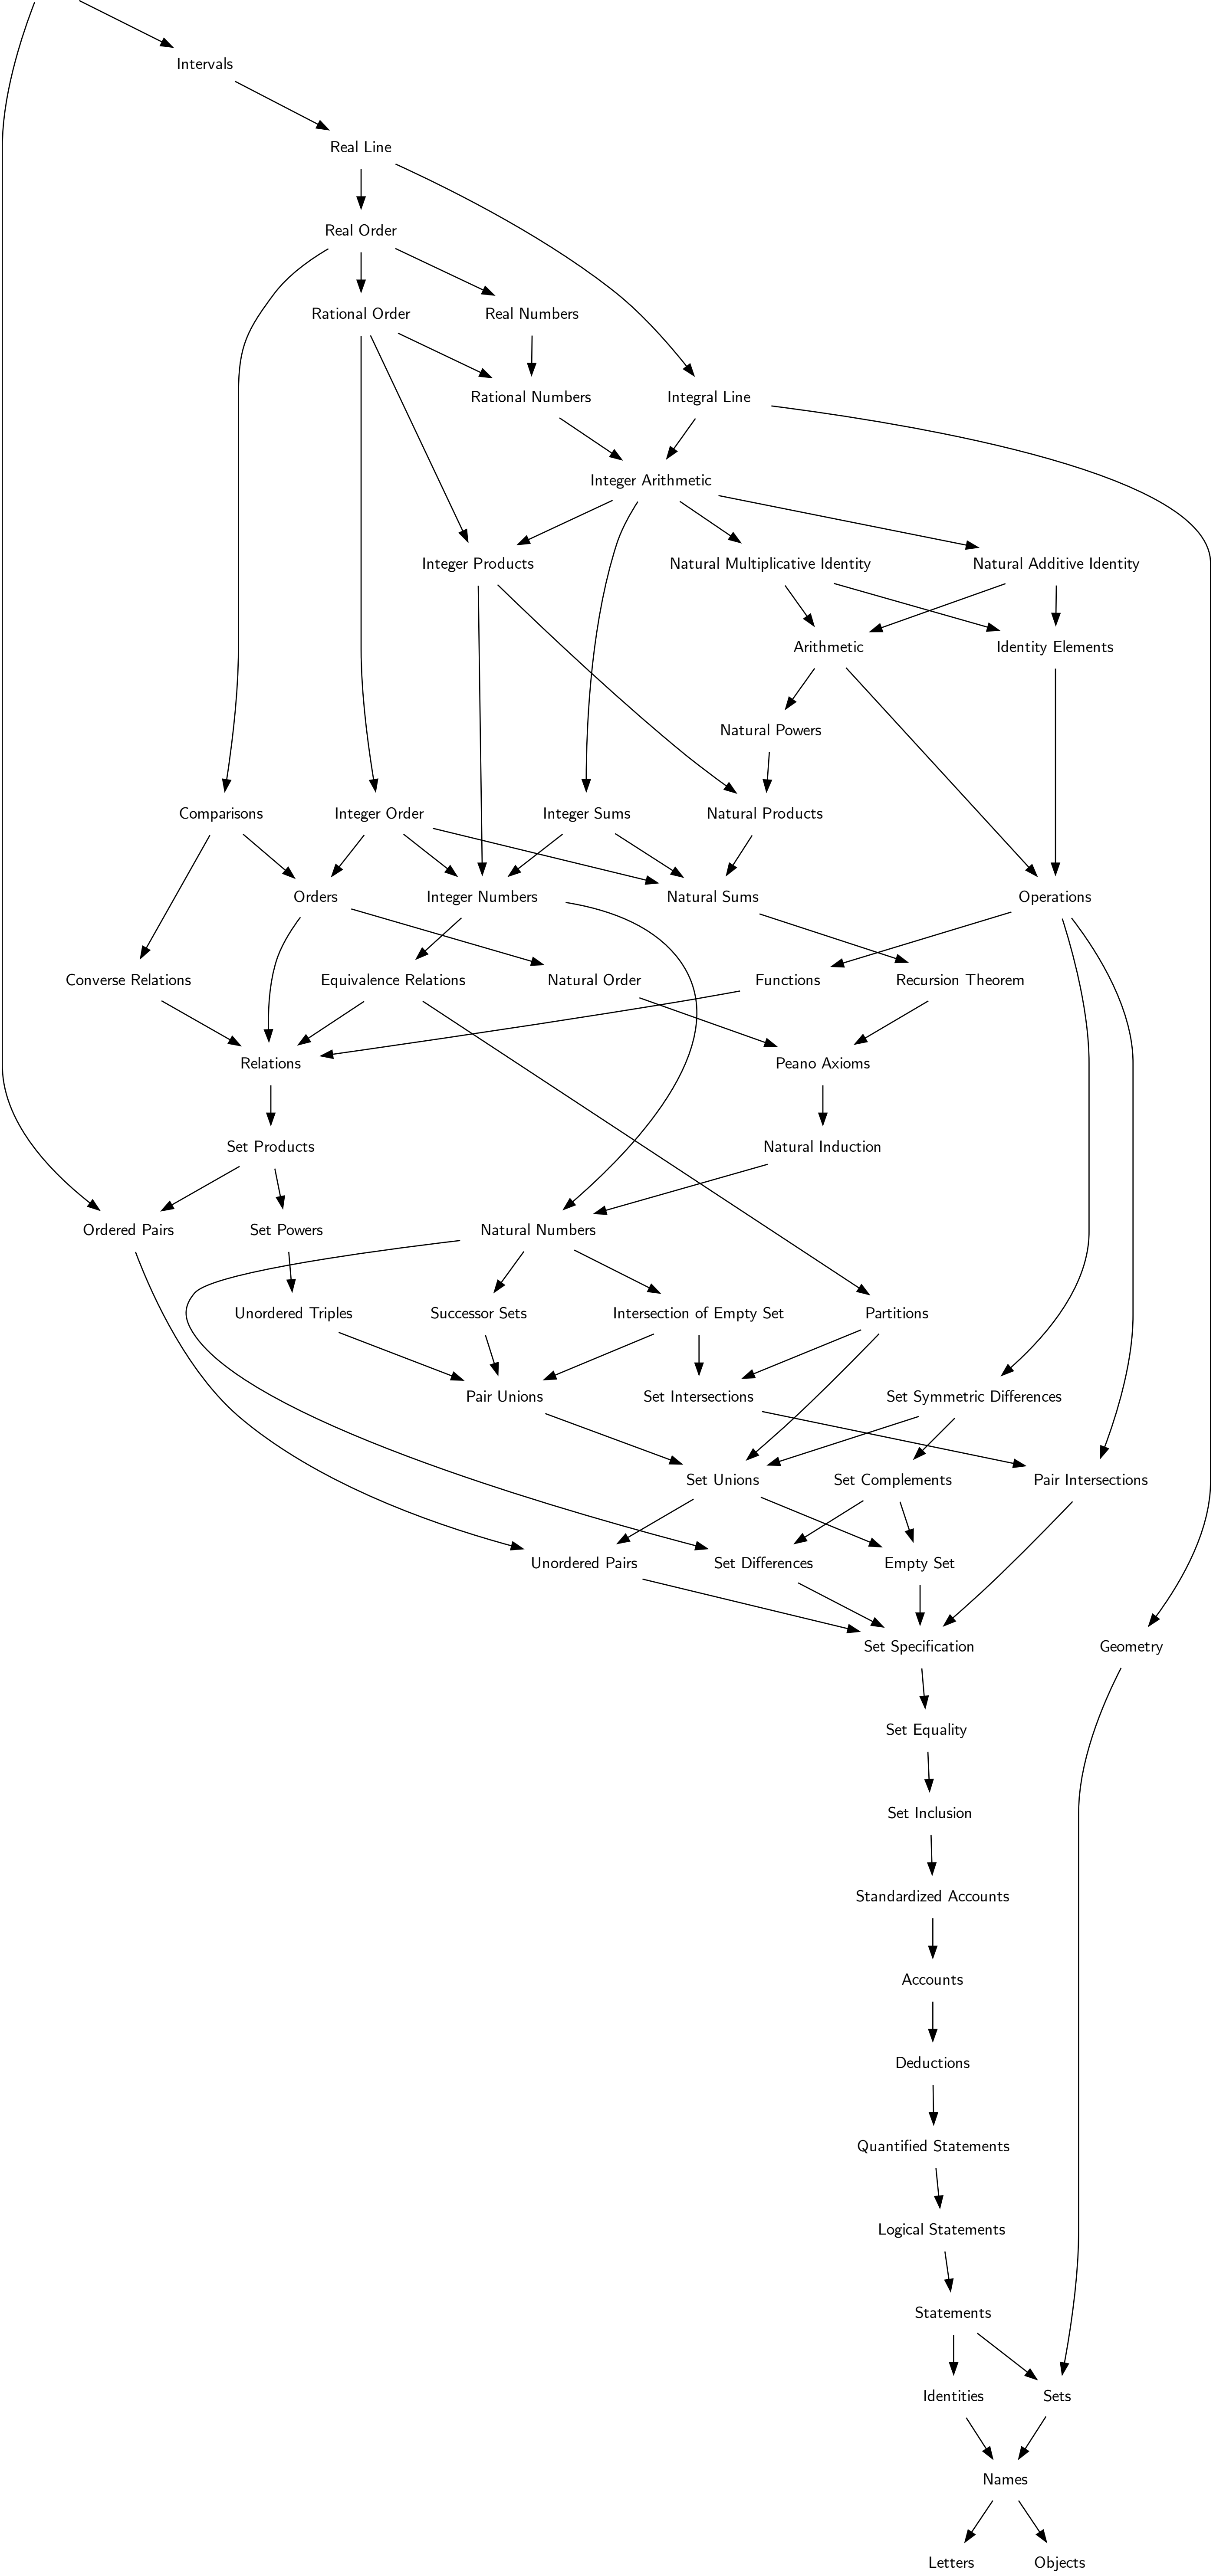 Intervals
Real Line
Real Order
Rational Order
Real Numbers
Rational Numbers
Integral Line
Integer Arithmetic
Integer Products
Natural Multiplicative Identity
Natural Additive Identity
Arithmetic
Identity Elements
Natural Powers
Comparisons
Integer Order
Integer Sums
Natural Products
Orders
Integer Numbers
Natural Sums
Operations
Converse Relations
Equivalence Relations
Natural Order
Functions
Recursion Theorem
Relations
Peano Axioms
Set Products
Natural Induction
Ordered Pairs
Set Powers
Natural Numbers
Unordered Triples
Successor Sets
Intersection of Empty Set
Partitions
Pair Unions
Set Intersections
Set Symmetric Differences
Set Unions
Set Complements
Pair Intersections
Unordered Pairs
Set Differences
Empty Set
Set Specification
Geometry
Set Equality
Set Inclusion
Standardized Accounts
Accounts
Deductions
Quantified Statements
Logical Statements
Statements
Identities
Sets
Names
Letters
Objects